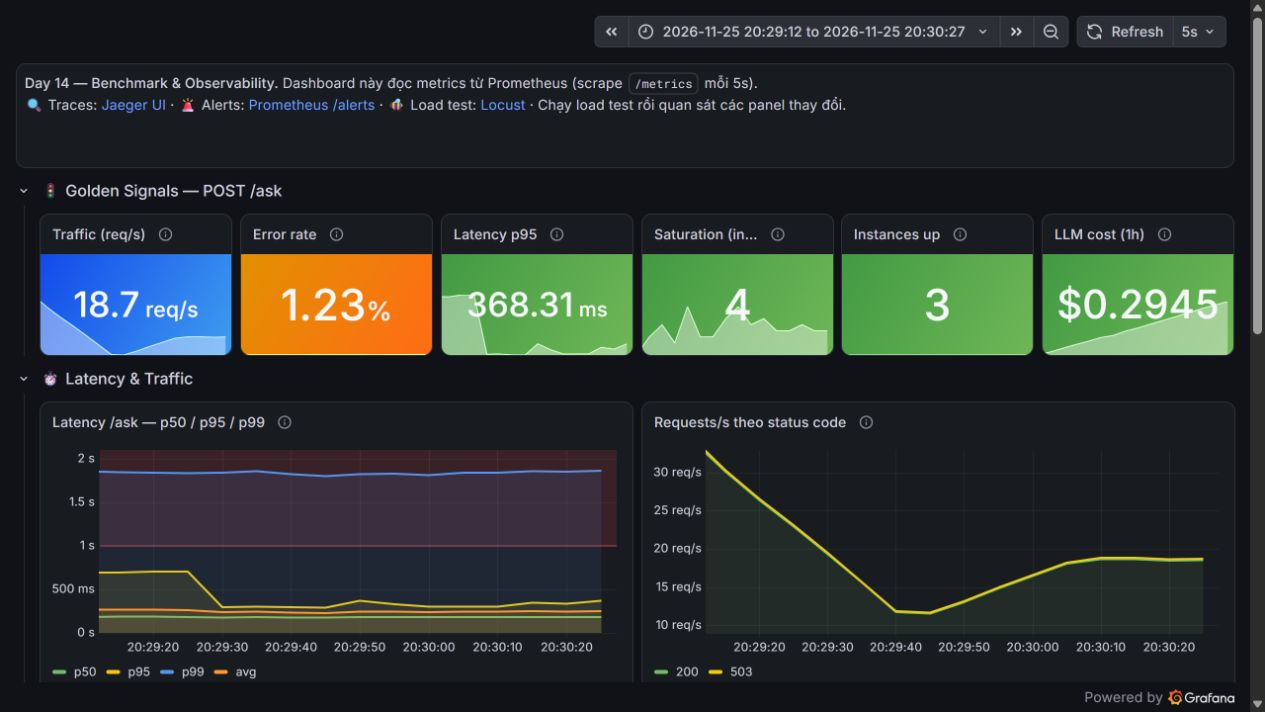 2026-11-25 20:29:12 to 2026-11-25 20:30:27
Refresh
5s
Day 14 — Benchmark & Observability. Dashboard này đọc metrics từ Prometheus (scrape /metrics mỗi 5s).
Traces: Jaeger UI · Alerts: Prometheus /alerts · Load test: Locust · Chạy load test rồi quan sát các panel thay đổi.
Golden Signals — POST /ask
Traffic (req/s)
18.7 req/s
Error rate
1.23%
Latency p95
368.31 ms
Saturation (in...
4
Instances up
3
LLM cost (1h)
$0.2945
Latency & Traffic
Latency /ask — p50 / p95 / p99
2 s
1.5 s
1 s
500 ms
0 s
20:29:20 20:29:30 20:29:40 20:29:50 20:30:00 20:30:10 20:30:20
p50 p95 p99 avg
Requests/s theo status code
30 req/s
25 req/s
20 req/s
15 req/s
10 req/s
20:29:20 20:29:30 20:29:40 20:29:50 20:30:00 20:30:10 20:30:20
200 503
Powered by Grafana